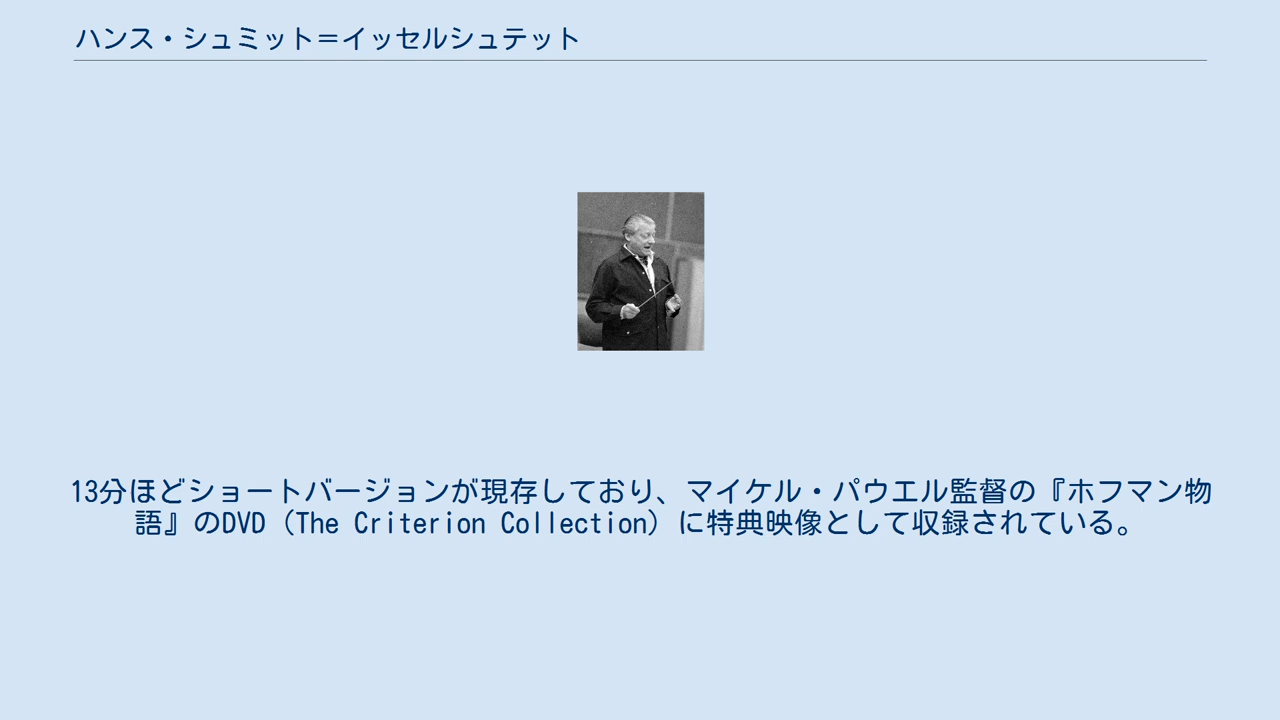 ハンス・シュミット＝イッセルシュテット
13分ほどショートバージョンが現存しており、マイケル・パウエル監督の『ホフマン物
語』のDVD（The Criterion Collection）に特典映像として収録されている。